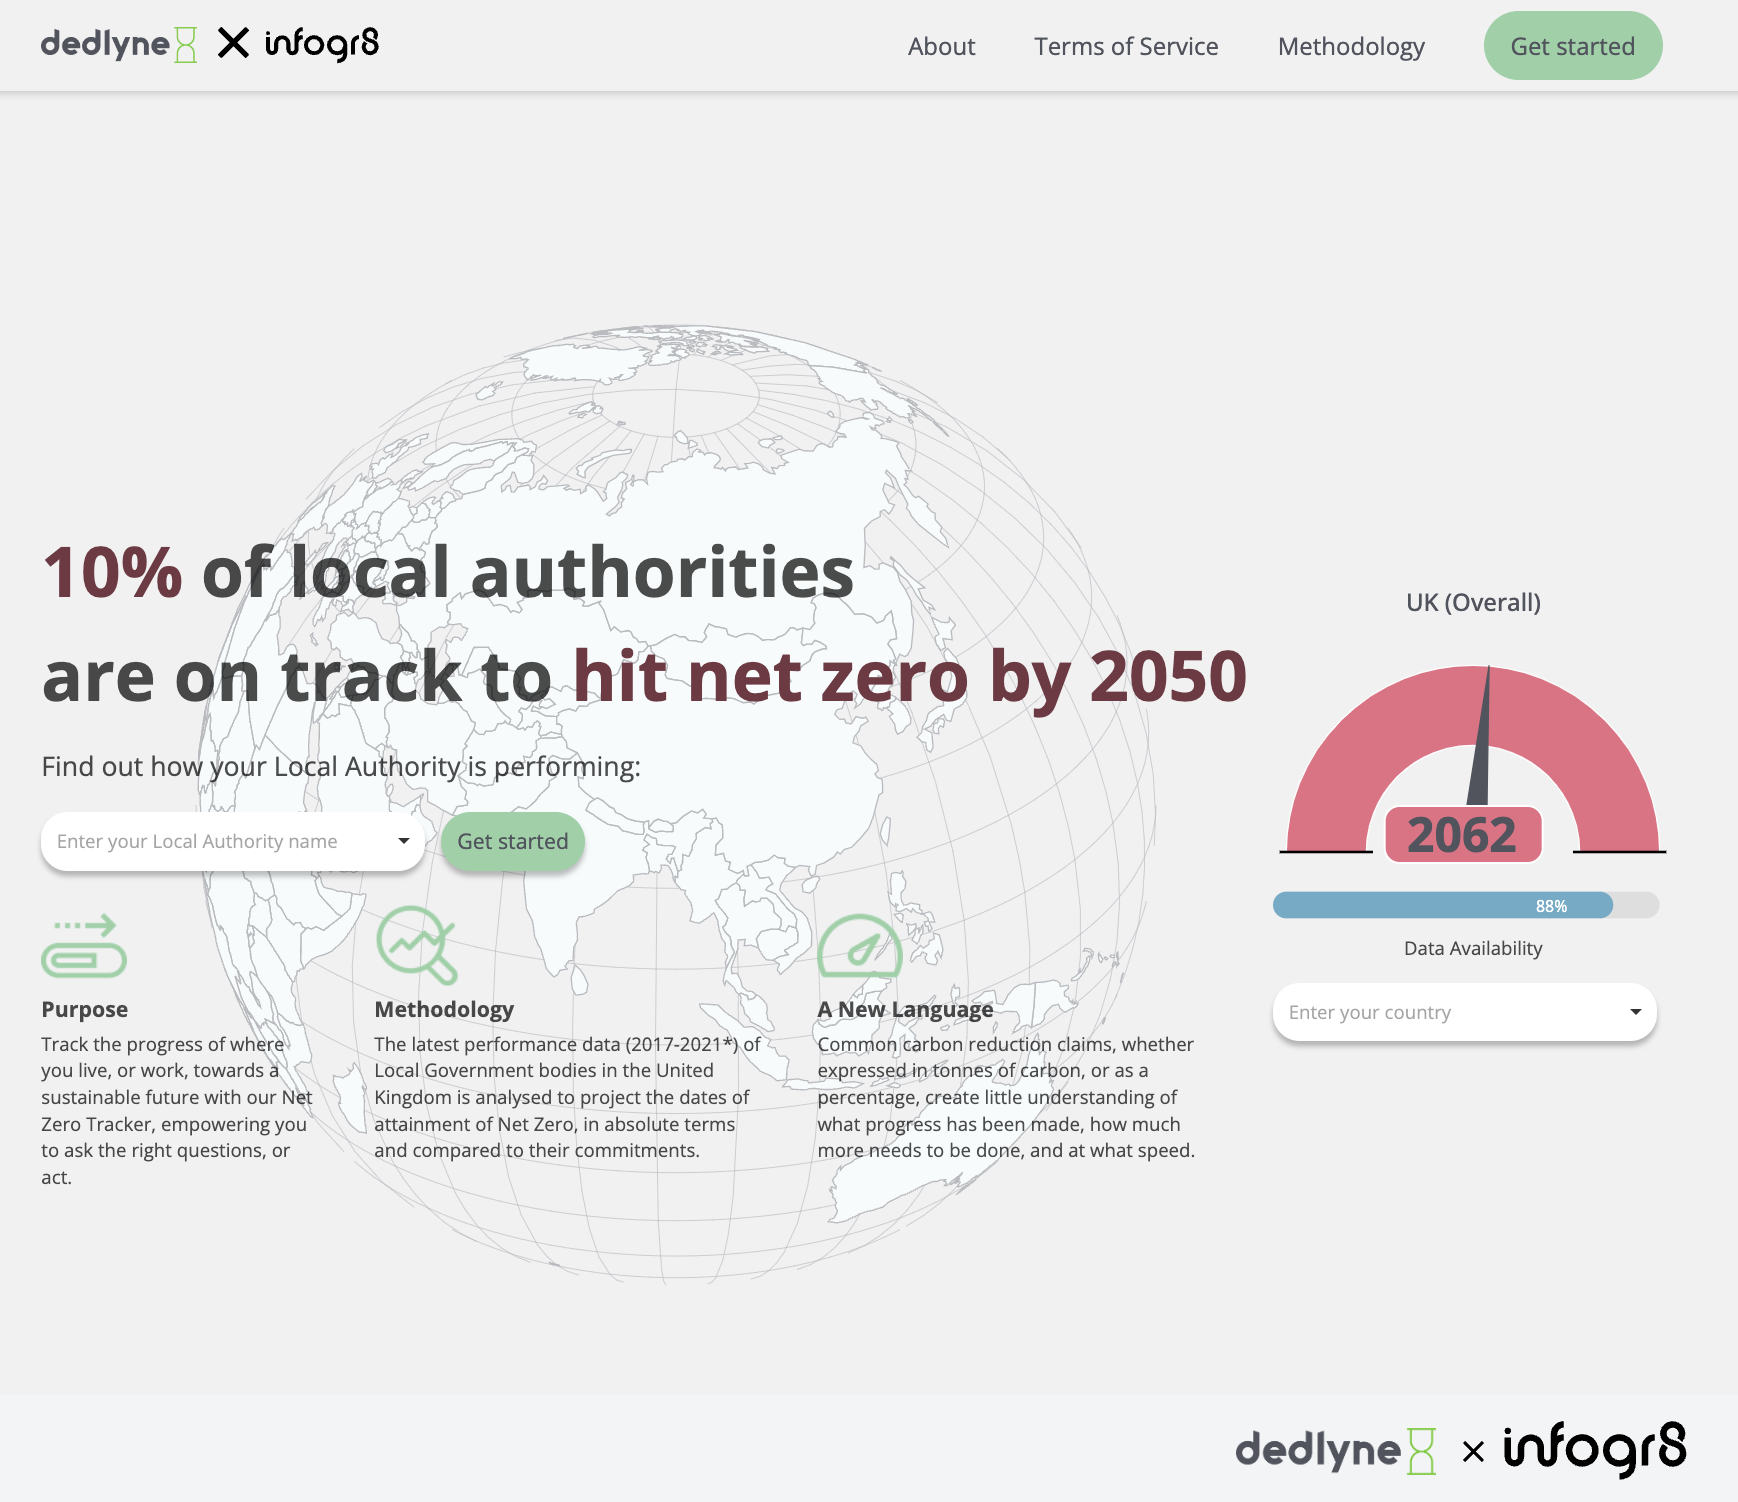 dedlyne X infogr8
About Terms of Service Methodology Get started
10% of local authorities
are on track to hit net zero by 2050
Find out how your Local Authority is performing:
Enter your Local Authority name Get started
Purpose
Track the progress of where
you live, or work, towards a
sustainable future with our Net
Zero Tracker, empowering you
to ask the right questions, or
act.
Methodology
The latest performance data (2017-2021*) of
Local Government bodies in the United
Kingdom is analysed to project the dates of
attainment of Net Zero, in absolute terms
and compared to their commitments.
A New Language
Common carbon reduction claims, whether
expressed in tonnes of carbon, or as a
percentage, create little understanding of
what progress has been made, how much
more needs to be done, and at what speed.
UK (Overall)
2062
88%
Data Availability
Enter your country
dedlyne x infogr8